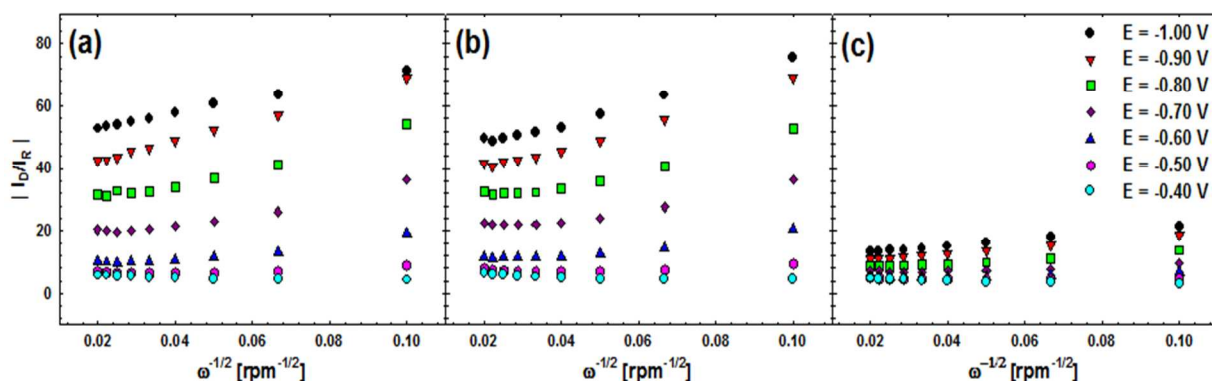 (a)
(b)
(c)
E = -1.00 V
E = -0.90 V
E = -0.80 V
E = -0.70 V
E = -0.60 V
E = -0.50 V
E = -0.40 V
| I_D/I_R |
80
60
40
20
0
0.02 0.04 0.06 0.08 0.10
0.02 0.04 0.06 0.08 0.10
0.02 0.04 0.06 0.08 0.10
ω^-1/2 [rpm^-1/2]
ω^-1/2 [rpm^-1/2]
ω^-1/2 [rpm^-1/2]